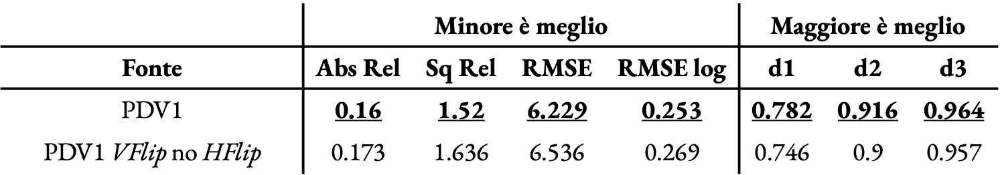 Minore è meglio Maggiore è meglio
Fonte Abs Rel Sq Rel RMSE RMSE log d1 d2 d3
PDV1 0.16 1.52 6.229 0.253 0.782 0.916 0.964
PDV1 VFlip no HFlip 0.173 1.636 6.536 0.269 0.746 0.9 0.957